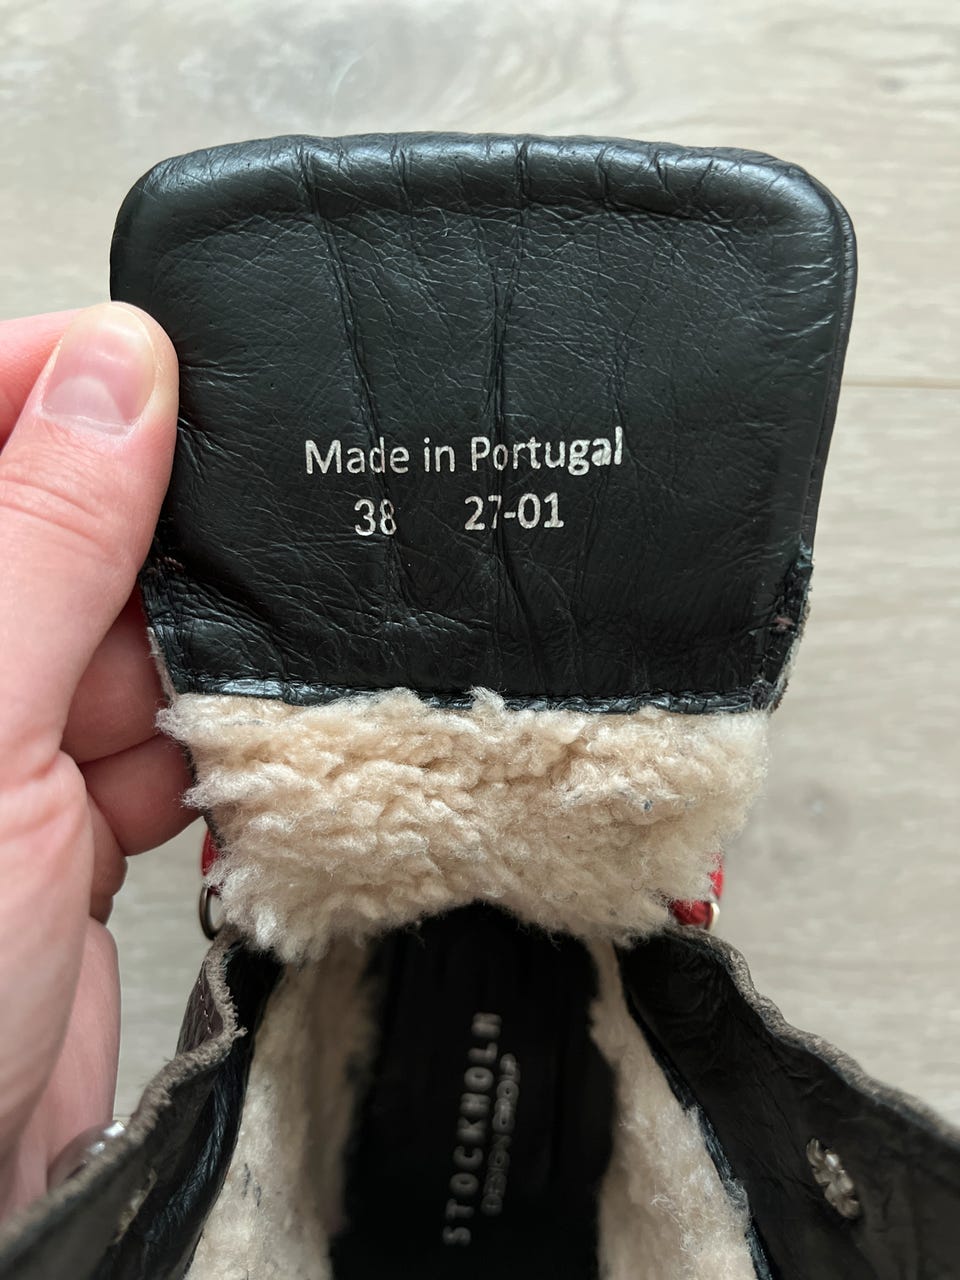 Made in Portugal
38 27-01
STOCKHOLM
DESIGN GROUP